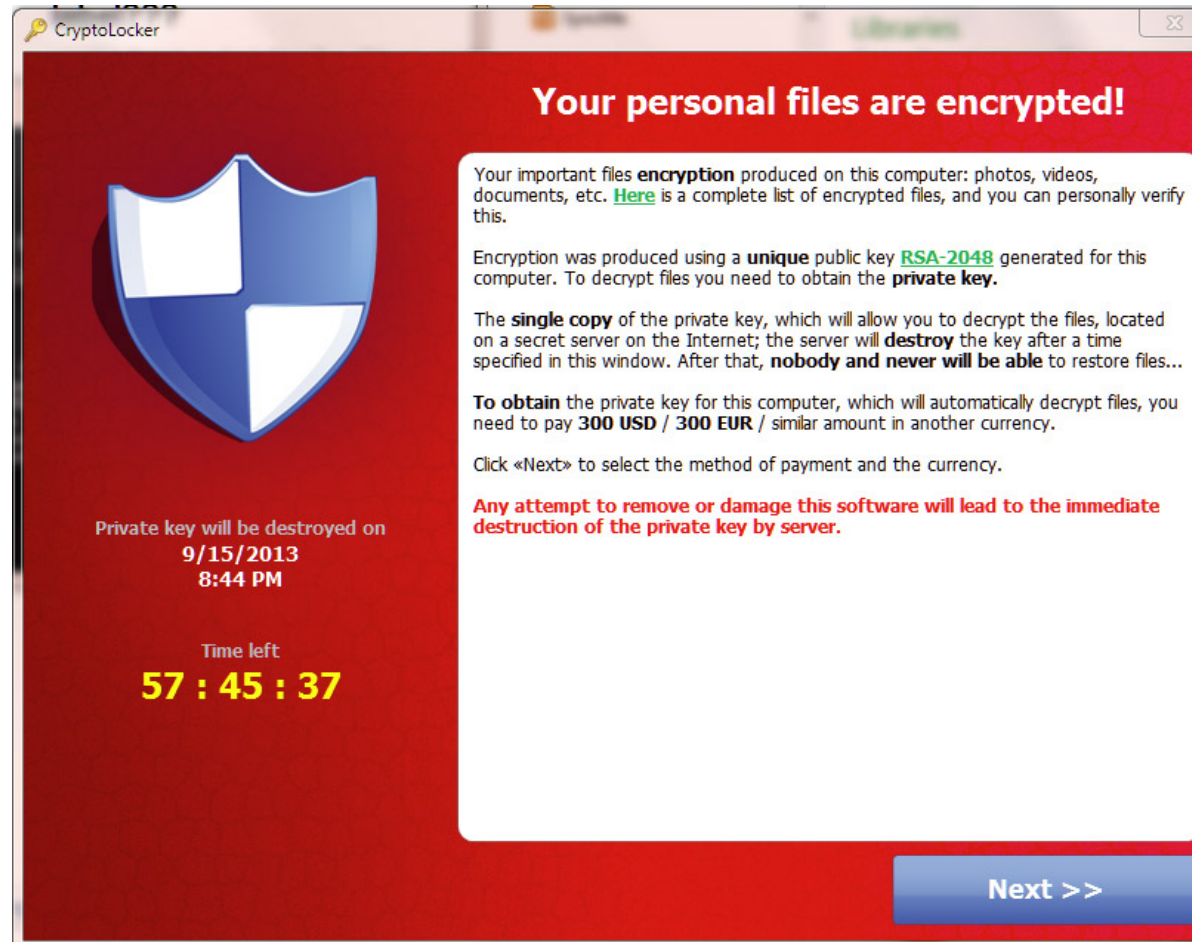 CryptoLocker
Your personal files are encrypted!
Your important files encryption produced on this computer: photos, videos,
documents, etc. Here is a complete list of encrypted files, and you can personally verify
this.
Encryption was produced using a unique public key RSA-2048 generated for this
computer. To decrypt files you need to obtain the private key.
The single copy of the private key, which will allow you to decrypt the files, located
on a secret server on the Internet; the server will destroy the key after a time
specified in this window. After that, nobody and never will be able to restore files...
To obtain the private key for this computer, which will automatically decrypt files, you
need to pay 300 USD / 300 EUR / similar amount in another currency.
Click «Next» to select the method of payment and the currency.
Any attempt to remove or damage this software will lead to the immediate
destruction of the private key by server.
Private key will be destroyed on
9/15/2013
8:44 PM
Time left
57 : 45 : 37
Next >>
Libraries